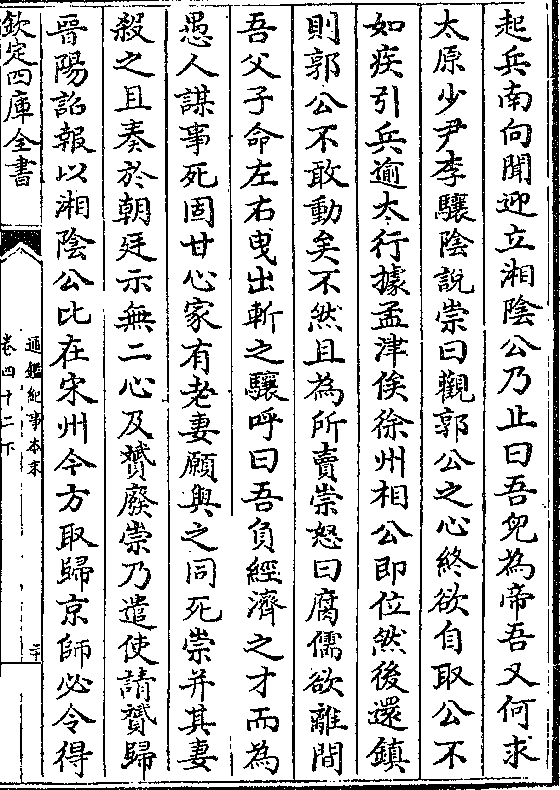 起兵南向聞迎立湘陰公乃止曰吾兒為帝吾又何求
太原少尹李驤陰説崇曰觀郭公之心終欲自取公不
如疾引兵逾太行據孟津俟徐州相公即位然後還鎮
則郭公不敢動矣不然且為所賣崇怒曰腐儒欲離間
吾父子命左右曳出斬之驤呼曰吾負經濟之才而為
愚人謀事死固甘心家有老妻願與之同死崇并其妻
殺之且奏於朝廷示無二心及贇廢崇乃遣使請贇歸
晉陽詔報以湘陰公比在宋州今方取歸京師必令得
欽定四庫全書
通鑑紀事本末
卷四十二下
二十